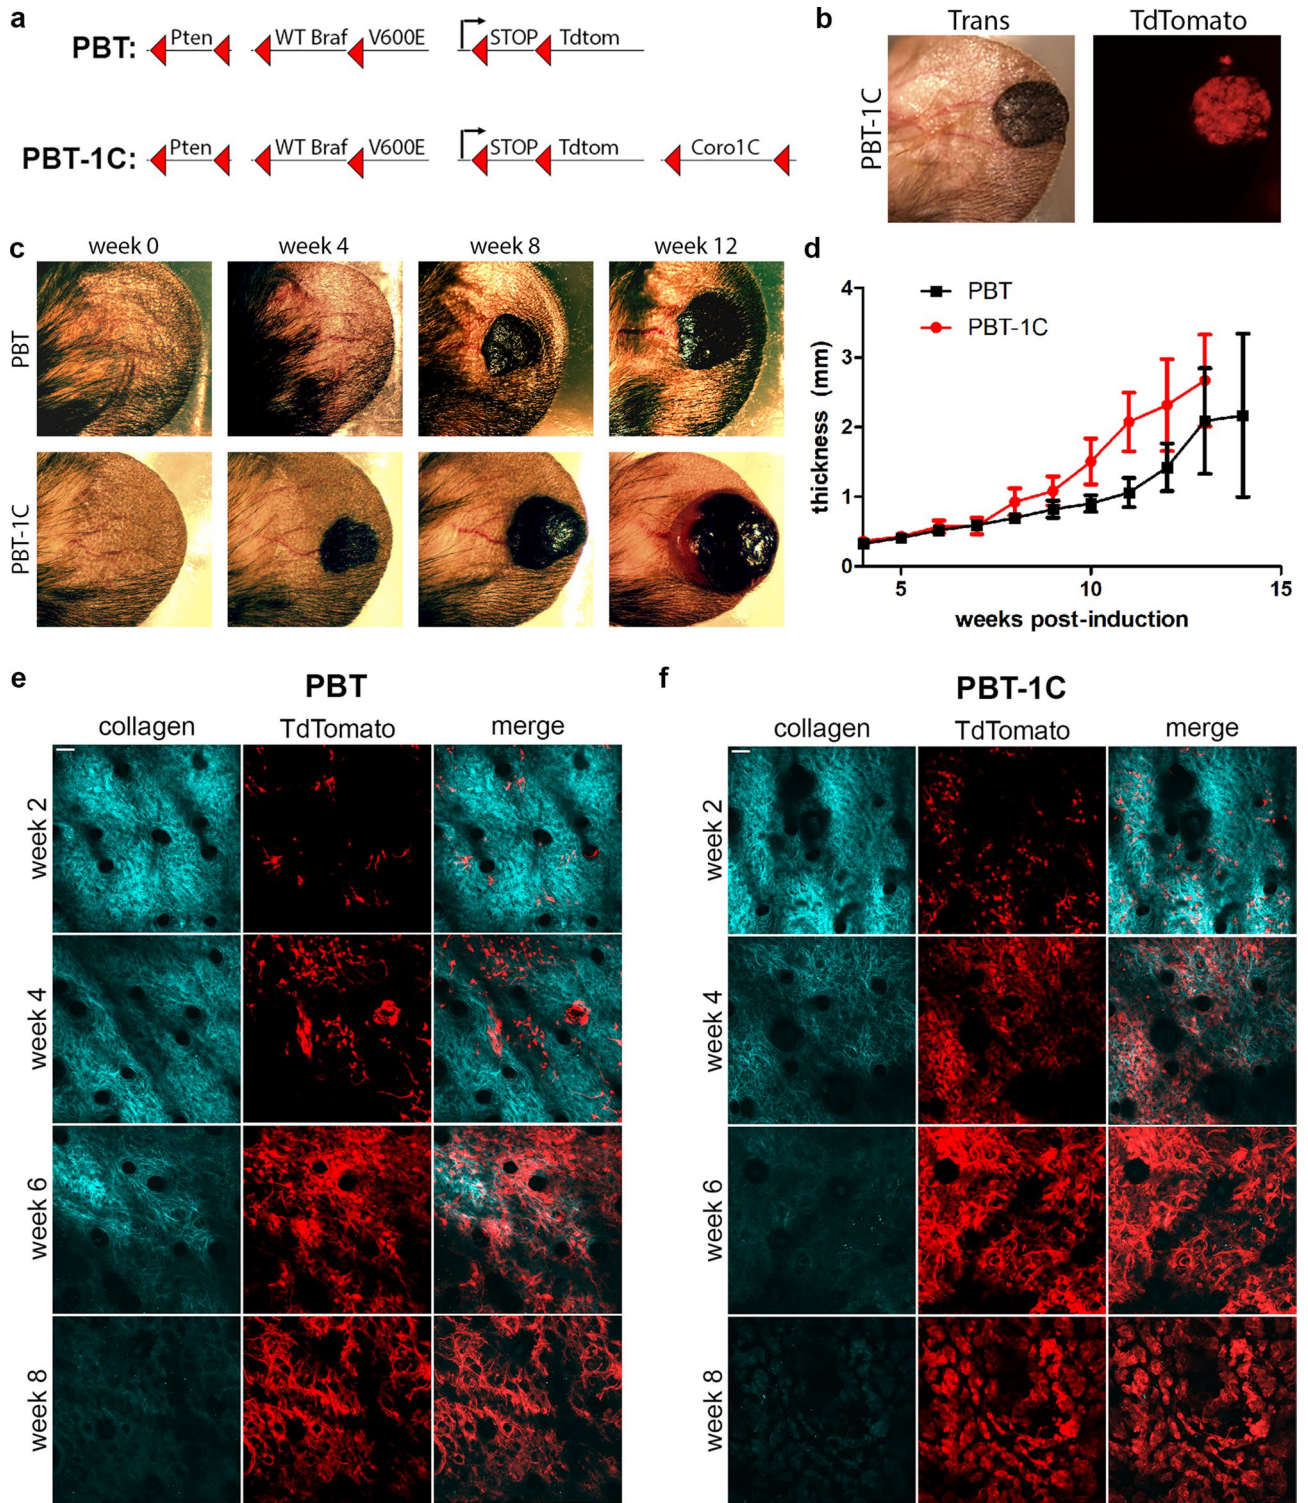 a
PBT: Pten WT Braf V600E STOP Tdtom
PBT-1C: Pten WT Braf V600E STOP Tdtom Coro1C
b
Trans TdTomato
PBT-1C
c
week 0 week 4 week 8 week 12
PBT
PBT-1C
d
PBT
PBT-1C
4
3
2
1
0
thickness (mm)
5 10 15
weeks post-induction
e
PBT
collagen TdTomato merge
week 2
week 4
week 6
week 8
f
PBT-1C
collagen TdTomato merge
week 2
week 4
week 6
week 8